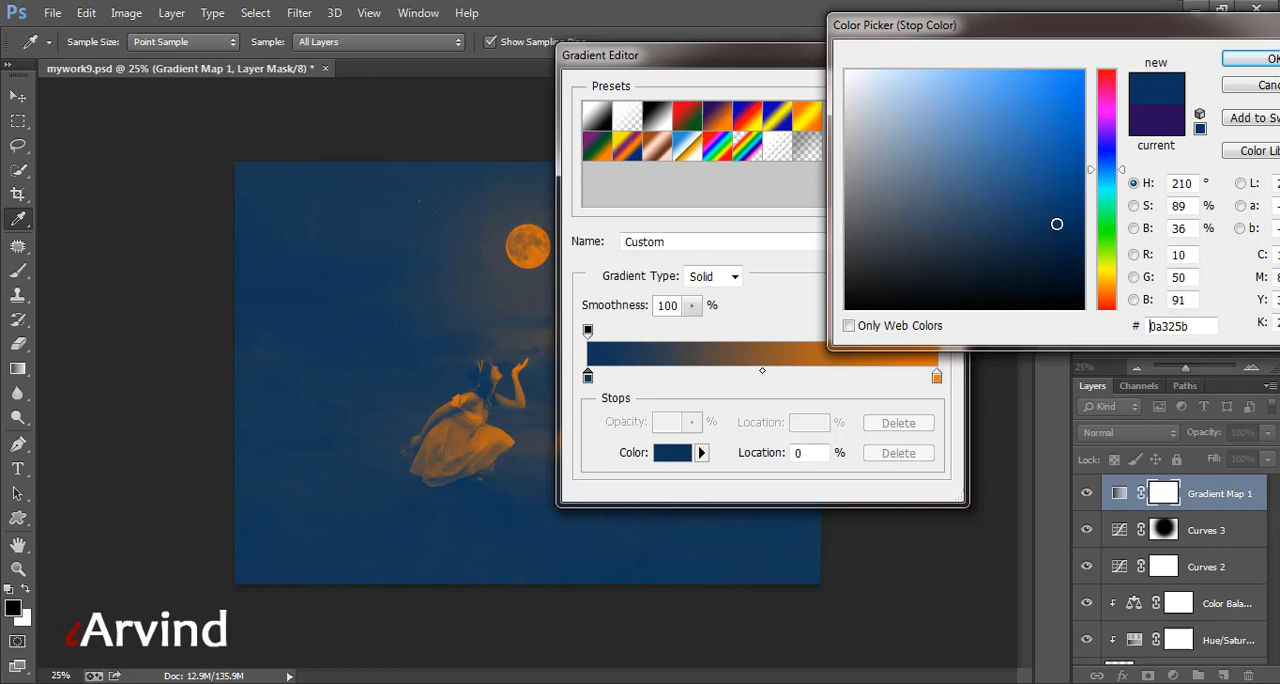 Ps File Edit Image Layer Type Select Filter 3D View Window Help
Color Picker (Stop Color)
Sample Size: Point Sample Sample: All Layers Show Sampling Ring
Gradient Editor
mywork9.psd @ 25% (Gradient Map 1, Layer Mask/8) * ×
new
OK
Presets
Canc
Add to Sw
current
Color Lib
H: 210 ° L:
S: 89 % a:
B: 36 % b:
Name: Custom
R: 10 C:
G: 50 M:
B: 91 Y:
Gradient Type: Solid
Smoothness: 100 %
Only Web Colors # 0a325b K:
25%
Layers Channels Paths
Kind
Stops
Opacity: % Location: % Delete
Normal Opacity: 100%
Color: Location: 0 % Delete
Lock: Fill: 100%
Gradient Map 1
Curves 3
Curves 2
Color Bala...
iArvind
Hue/Satur...
25% Doc: 12.9M/135.9M